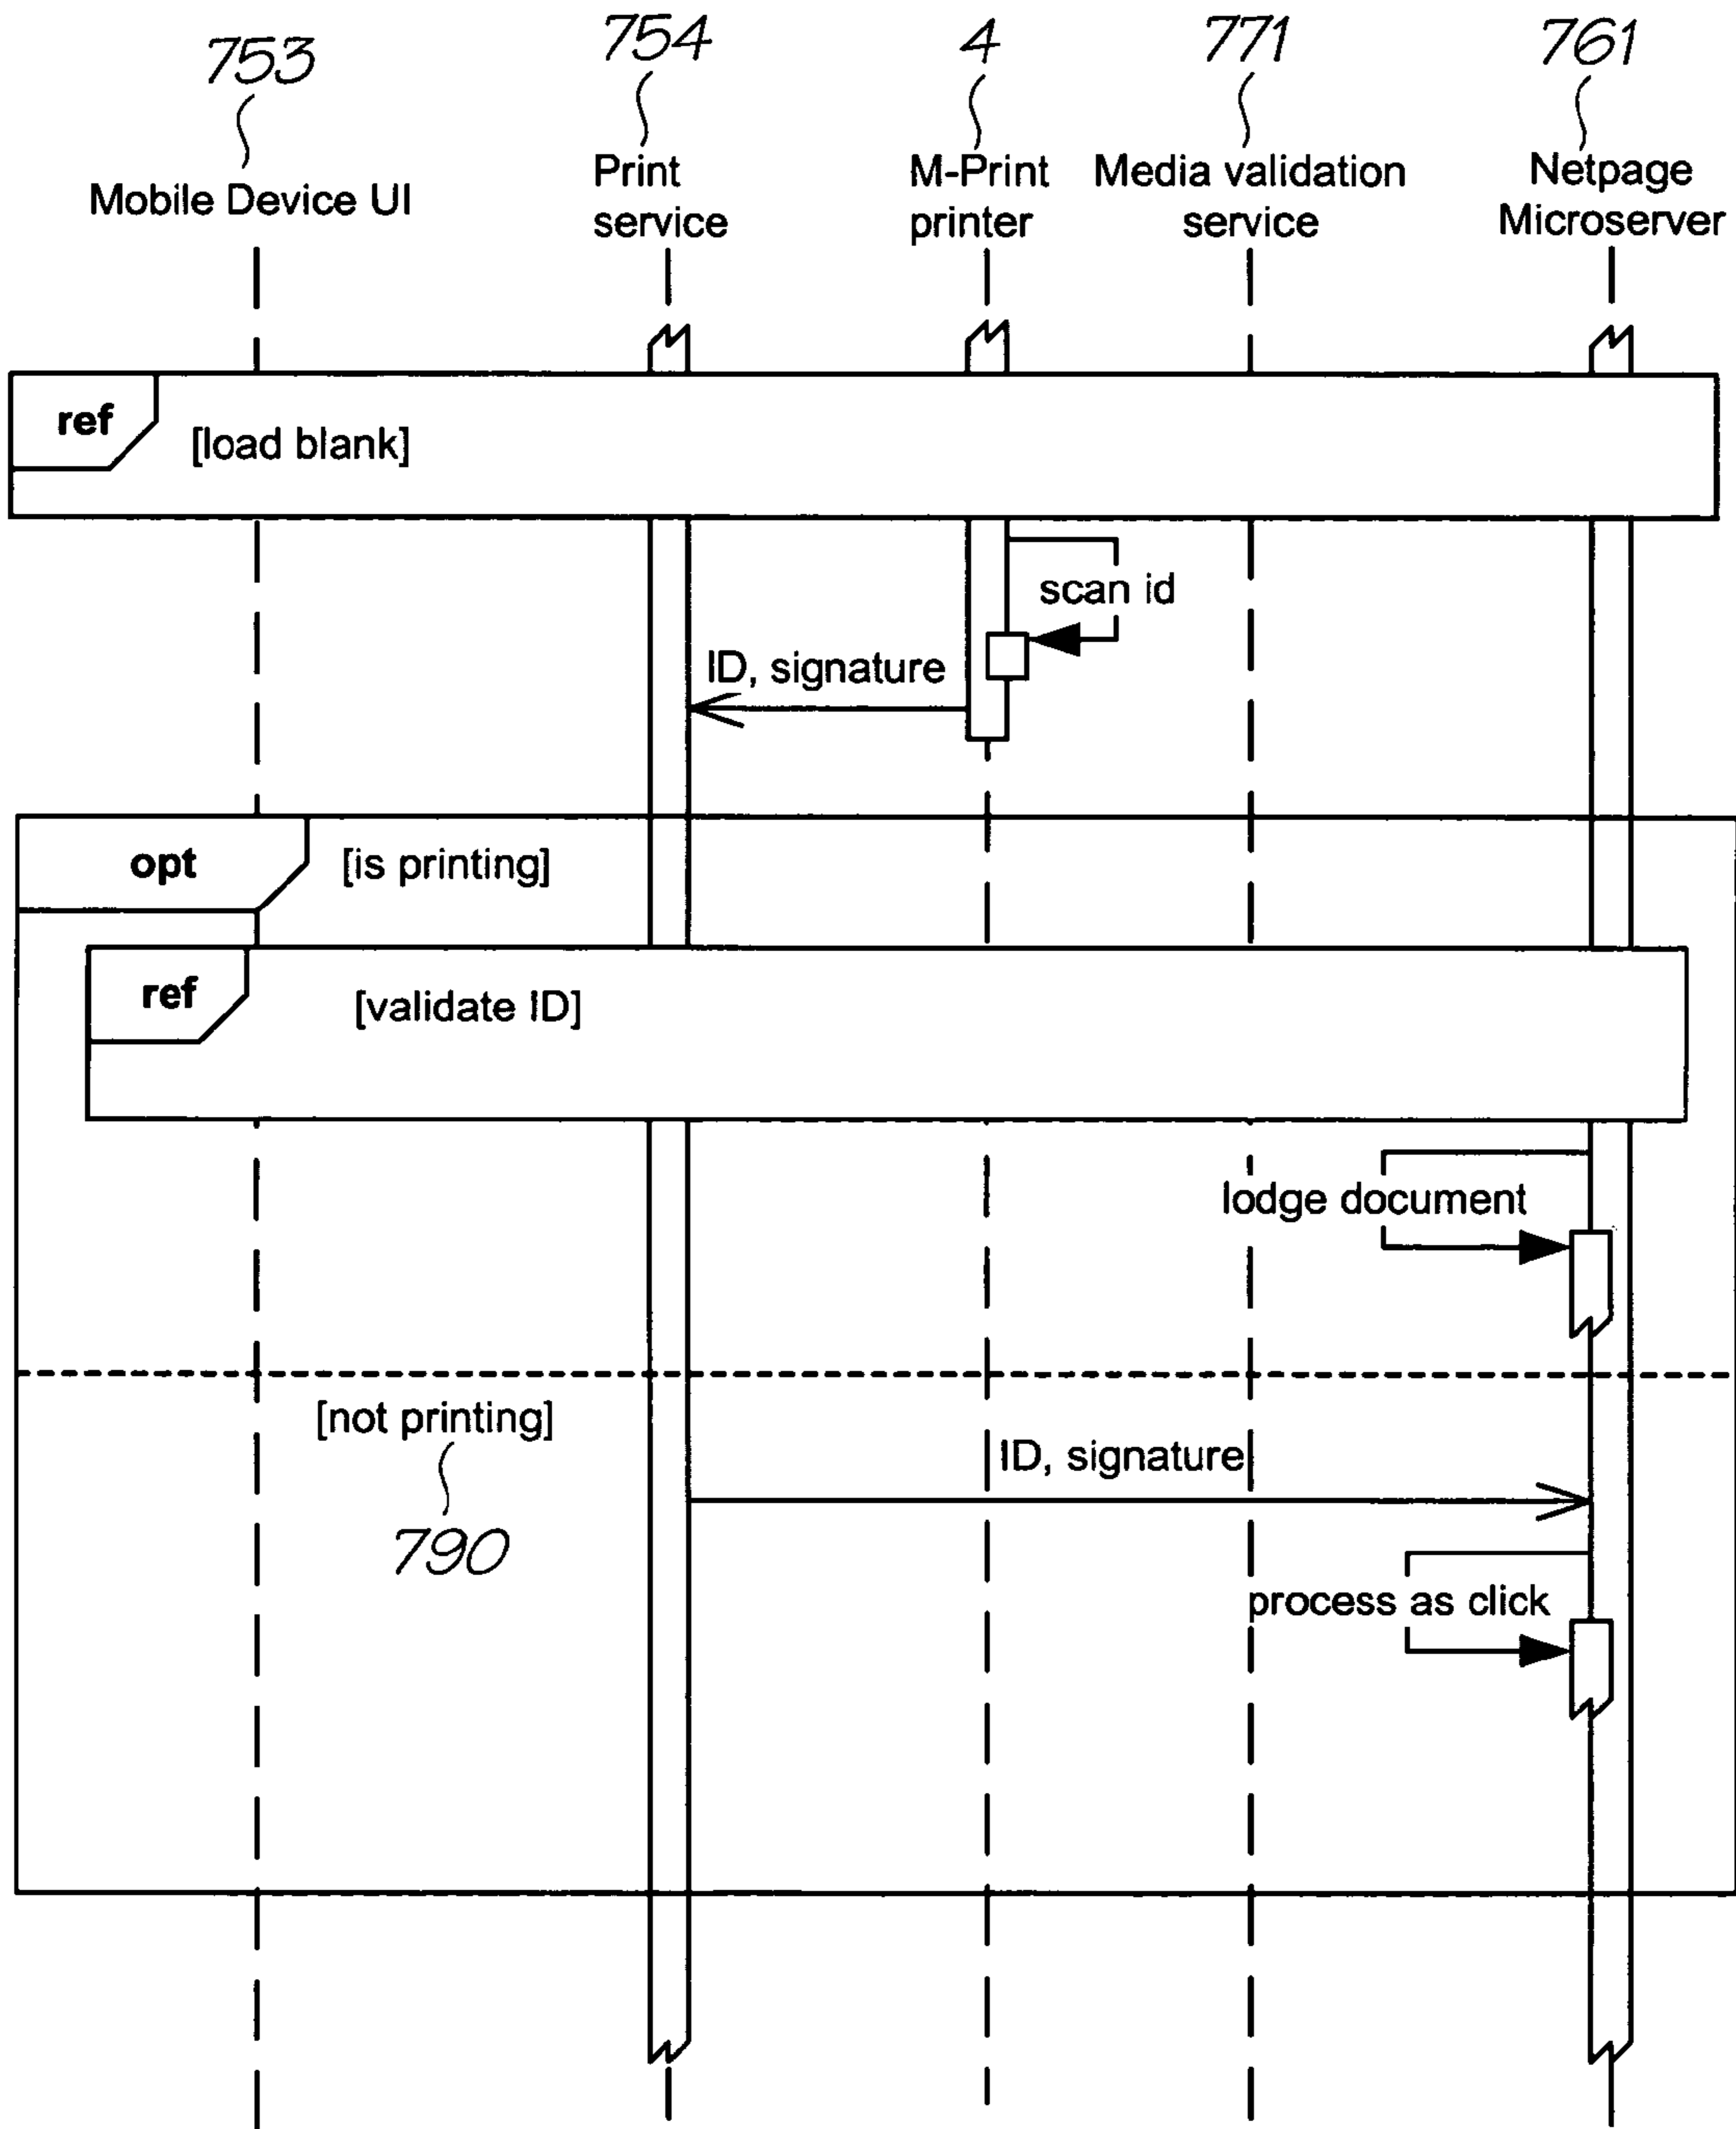 753
754
4
771
761
Mobile Device UI
Print
service
M-Print
printer
Media validation
service
Netpage
Microserver
ref
[load blank]
scan id
ID, signature
opt
[is printing]
ref
[validate ID]
lodge document
[not printing]
790
ID, signature
process as click